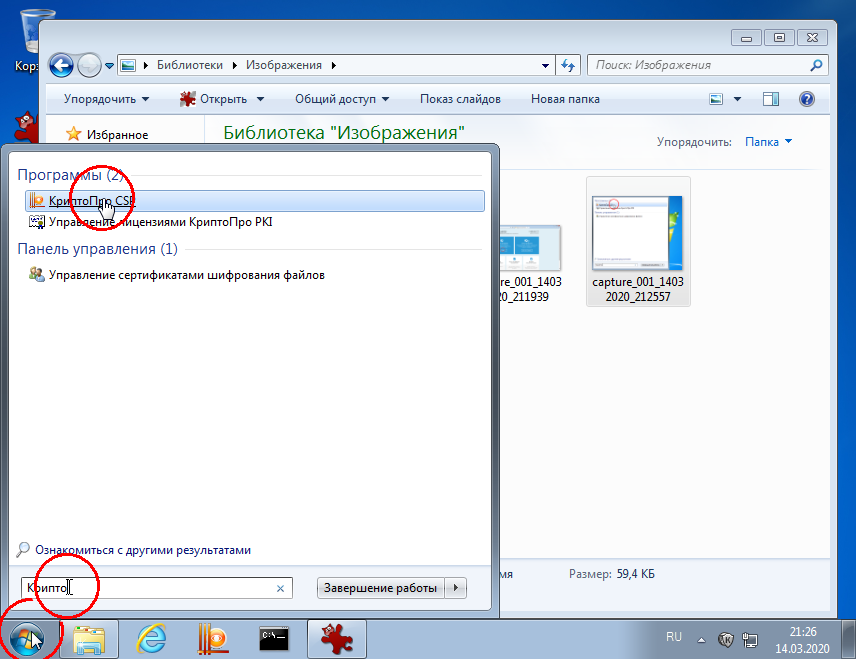 Корз
Библиотеки
Изображения
Поиск: Изображения
Упорядочить
Открыть
Общий доступ
Показ слайдов
Новая папка
Избранное
Библиотека "Изображения"
Упорядочить:
Папка
Программы (2)
КриптоПро CSP
Управление лицензиями КриптоПро PKI
Панель управления (1)
Управление сертификатами шифрования файлов
re_001_1403
20_211939
capture_001_1403
2020_212557
Ознакомиться с другими результатами
мя
Размер: 59,4 КБ
Крипто
Завершение работы
C:\
RU
21:26
14.03.2020